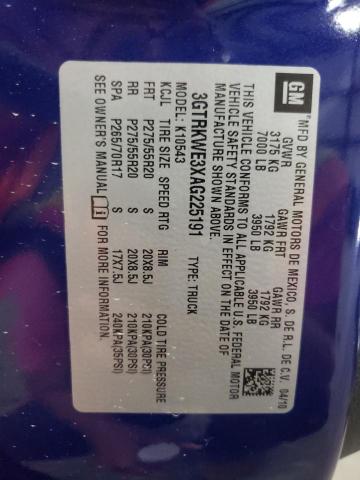 GM
MFD BY GENERAL MOTORS DE MEXICO, S. DE R.L. DE C.V. 04/10
GVWR GAWR FRT GAWR RR
3175 KG 1792 KG 1792 KG
7000 LB 3950 LB 3950 LB
THIS VEHICLE CONFORMS TO ALL APPLICABLE U.S. FEDERAL MOTOR
VEHICLE SAFETY STANDARDS IN EFFECT ON THE DATE OF
MANUFACTURE SHOWN ABOVE.
3GTRKWE3XAG225191 TYPE: TRUCK
MODEL: K10543
KCJL TIRE SIZE SPEED RTG RIM COLD TIRE PRESSURE
FRT P275/55R20 S 20X8.5J 210KPA(30PSI)
RR P275/55R20 S 20X8.5J 210KPA(30PSI)
SPA P265/70R17 S 17X7.5J 240KPA(35PSI)
SEE OWNER'S MANUAL FOR MORE INFORMATION.